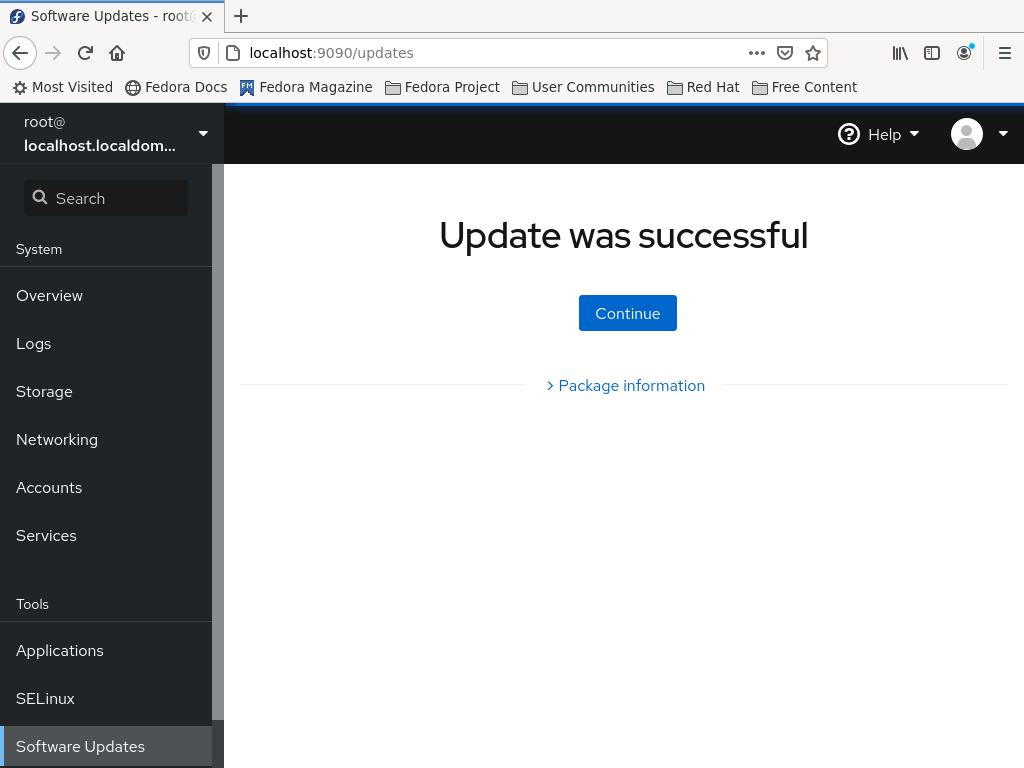 Software Updates - root
localhost:9090/updates
Most Visited
Fedora Docs
Fedora Magazine
Fedora Project
User Communities
Red Hat
Free Content
root@
localhost.localdom...
Help
Search
System
Overview
Logs
Storage
Networking
Accounts
Services
Tools
Applications
SELinux
Software Updates
Update was successful
Continue
Package information